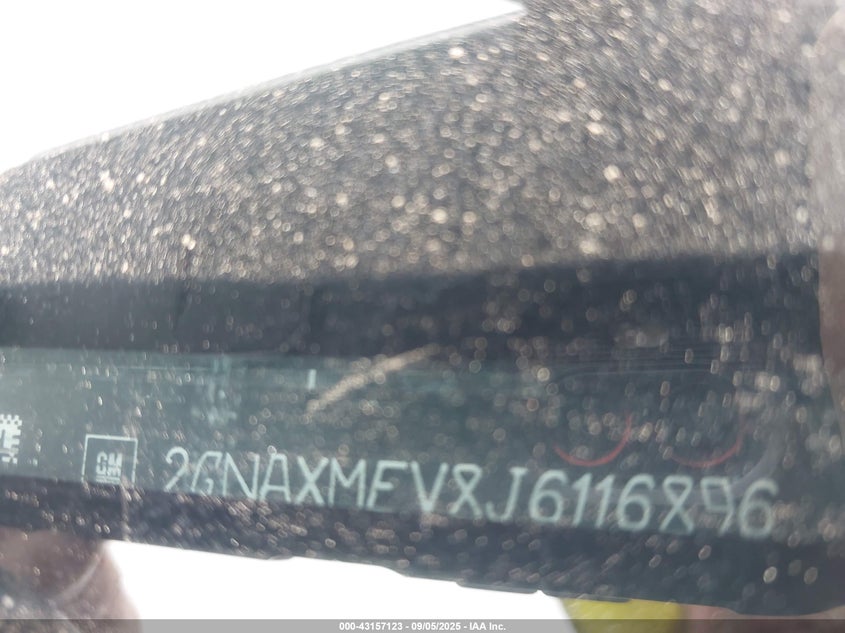 GM 2GNAXMEV8J6116896
000-43157123 - 09/05/2025 - IAA Inc.